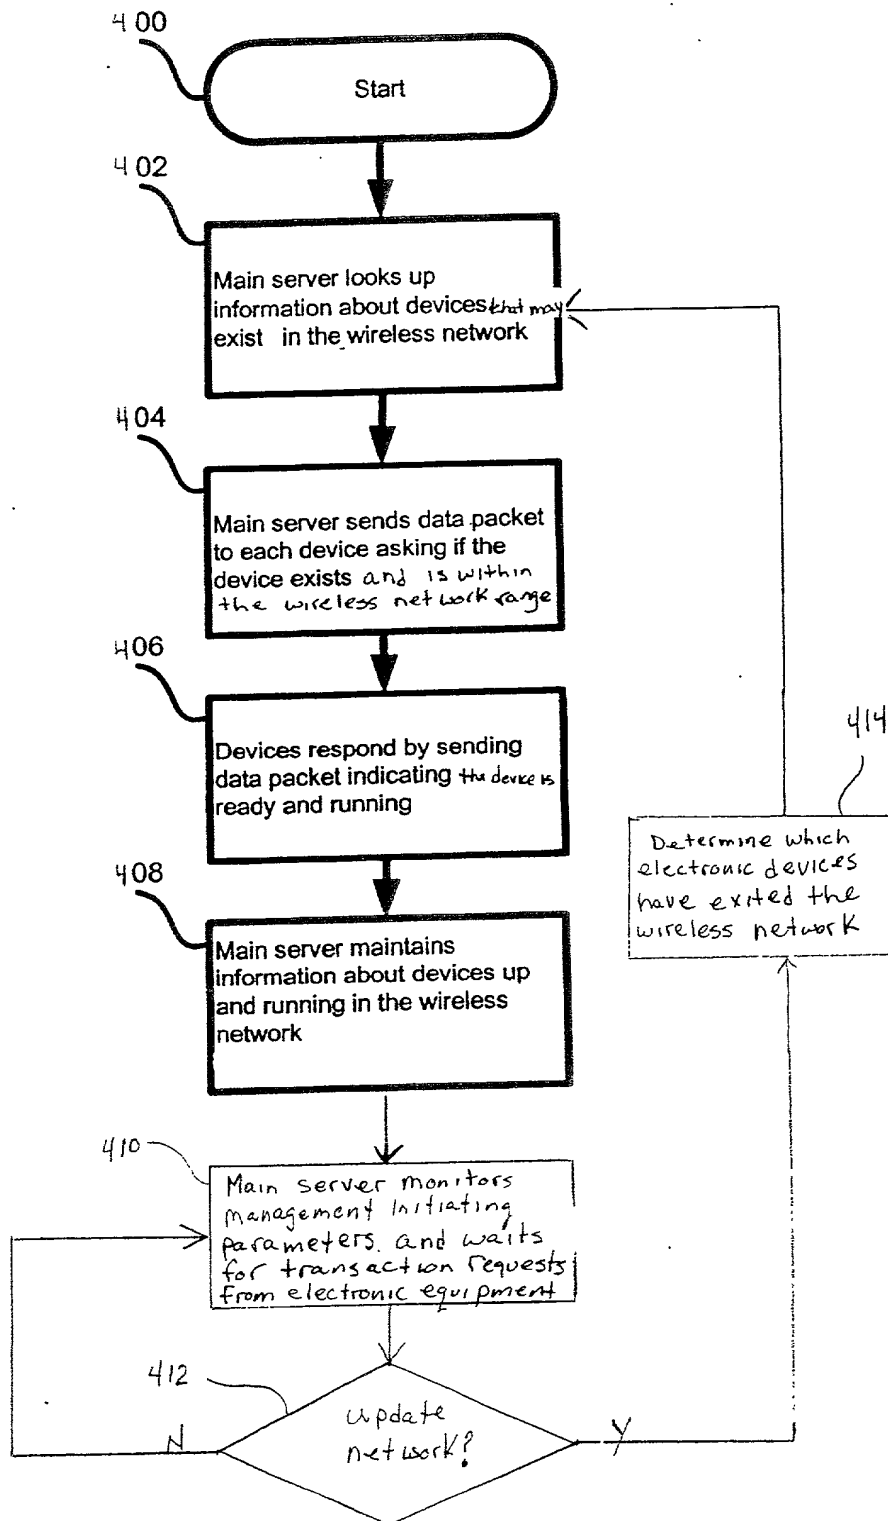 400
Start
402
Main server looks up
information about devices that may
exist in the wireless network
404
Main server sends data packet
to each device asking if the
device exists and is within
the wireless network range
406
Devices respond by sending
data packet indicating the device is
ready and running
414
Determine which
electronic devices
have exited the
wireless network
408
Main server maintains
information about devices up
and running in the wireless
network
410
Main server monitors
management initiating
parameters. and waits
for transaction requests
from electronic equipment
412
update
network?
N
Y